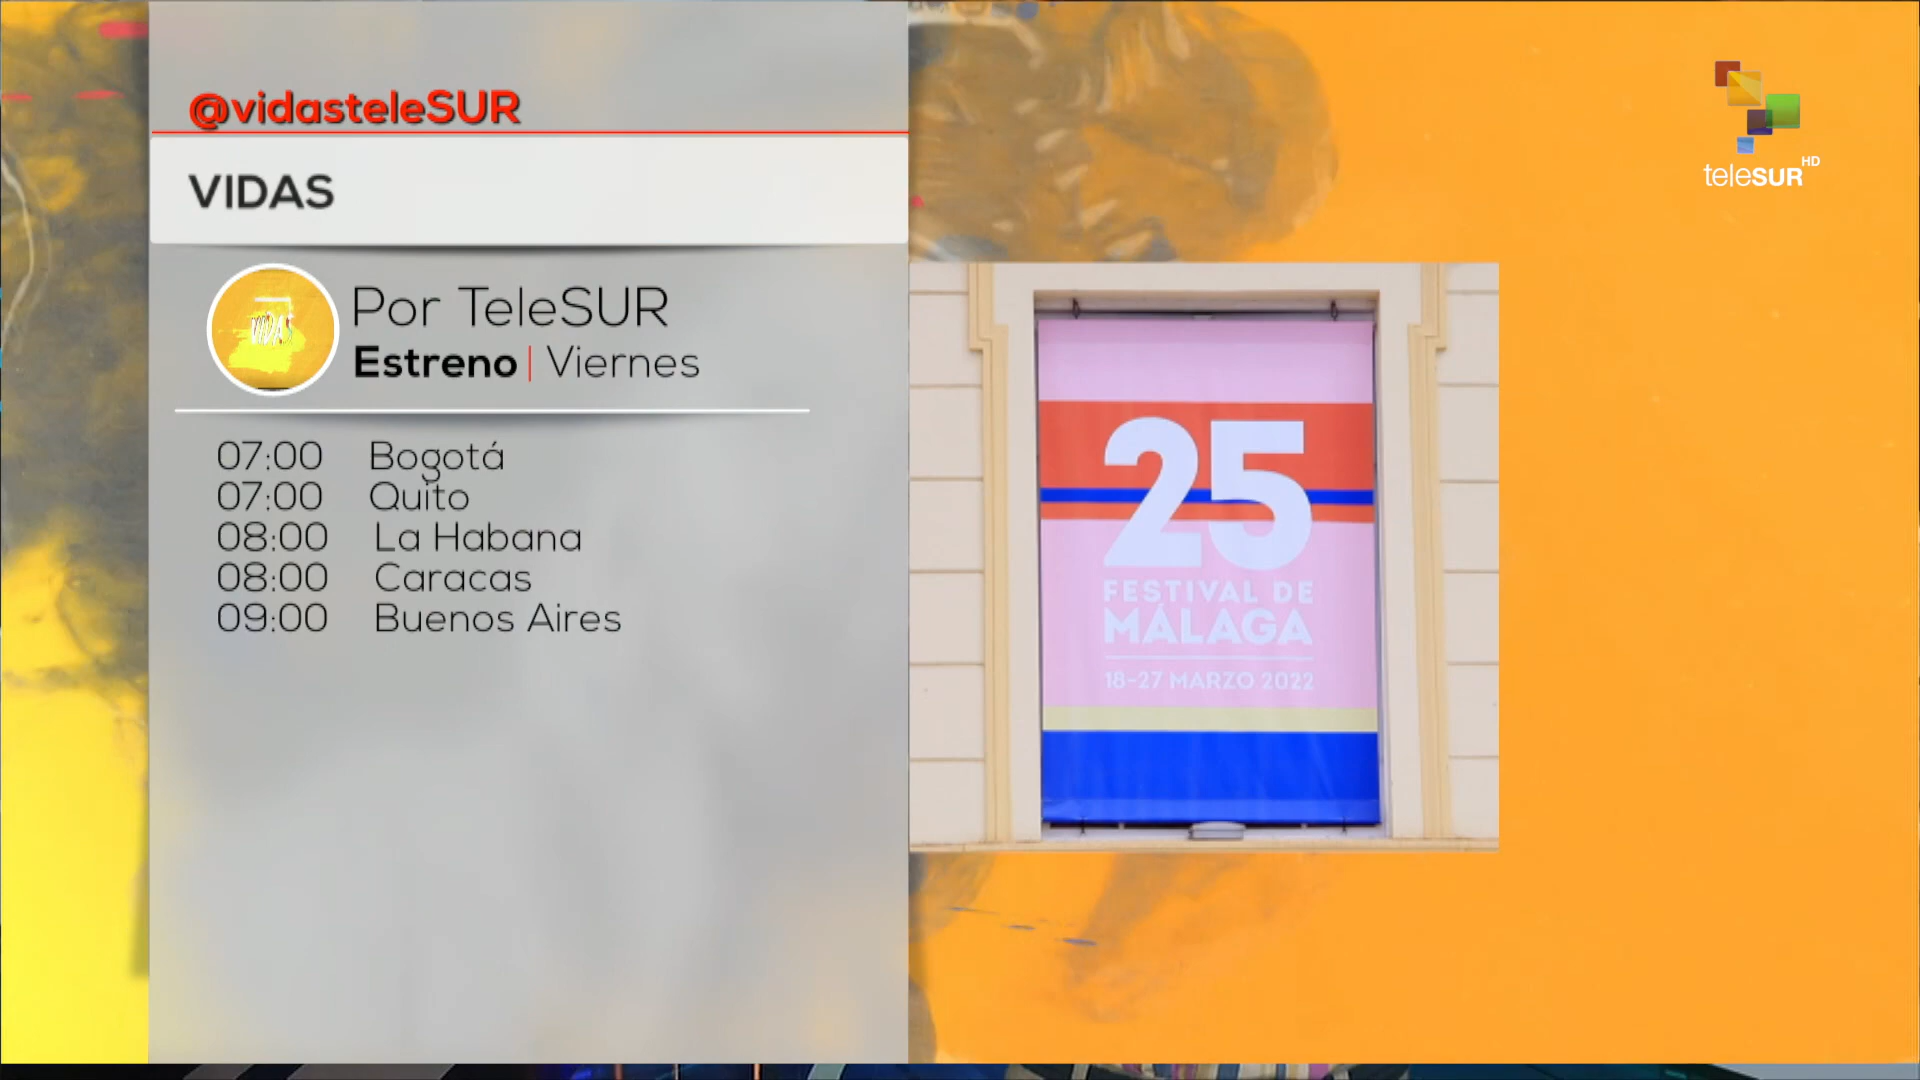 @vidasteleSUR
VIDAS
VIDAS
Por TeleSUR
Estreno | Viernes
07:00 Bogotá
07:00 Quito
08:00 La Habana
08:00 Caracas
09:00 Buenos Aires
25
FESTIVAL DE
MÁLAGA
18-27 MARZO 2022
teleSUR HD